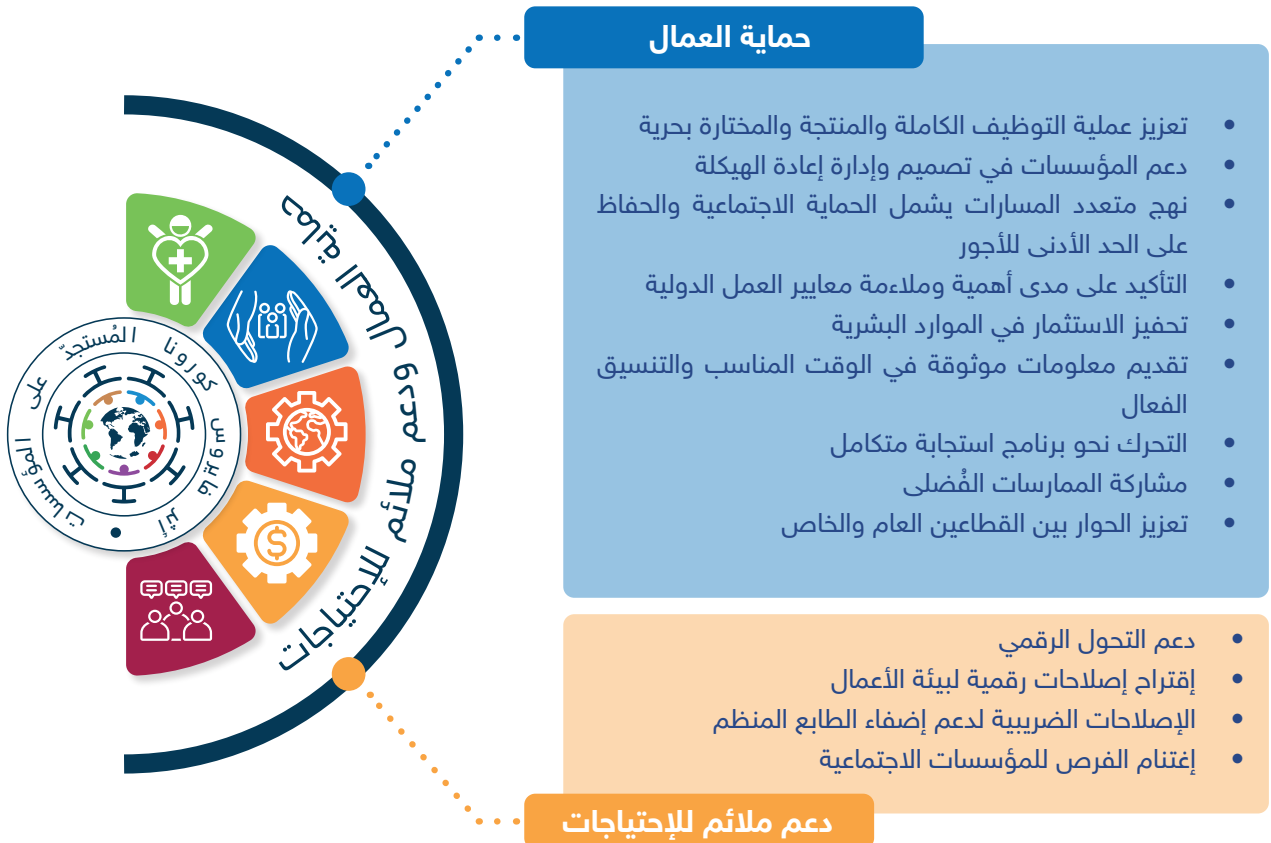 حماية العمال
• تعزيز عملية التوظيف الكاملة والمنتجة والمختارة بحرية
• دعم المؤسسات في تصميم وإدارة إعادة الهيكلة
• نهج متعدد المسارات يشمل الحماية الاجتماعية والحفاظ
على الحد الأدنى للأجور
• التأكيد على مدى أهمية وملاءمة معايير العمل الدولية
• تحفيز الاستثمار في الموارد البشرية
• تقديم معلومات موثوقة في الوقت المناسب والتنسيق
الفعال
• التحرك نحو برنامج استجابة متكامل
• مشاركة الممارسات الفُضلى
• تعزيز الحوار بين القطاعين العام والخاص
• دعم التحول الرقمي
• إقتراح إصلاحات رقمية لبيئة الأعمال
• الإصلاحات الضريبية لدعم إضفاء الطابع المنظم
• إغتنام الفرص للمؤسسات الاجتماعية
دعم ملائم للإحتياجات
حماية العمال ودعم ملائم للإحتياجات
أثر فايروس كورونا المُستجدّ على المؤسسات •
$